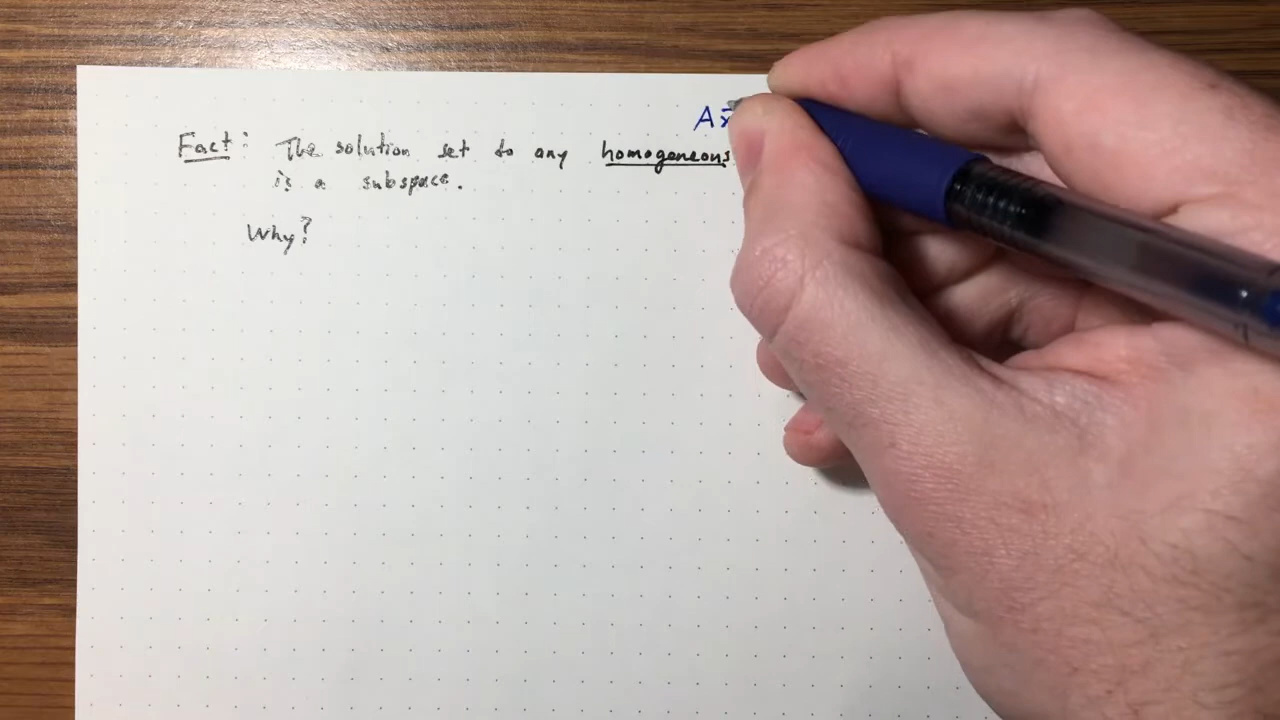 Ax⃗
Fact: The solution set to any homogeneous
is a subspace.
Why?